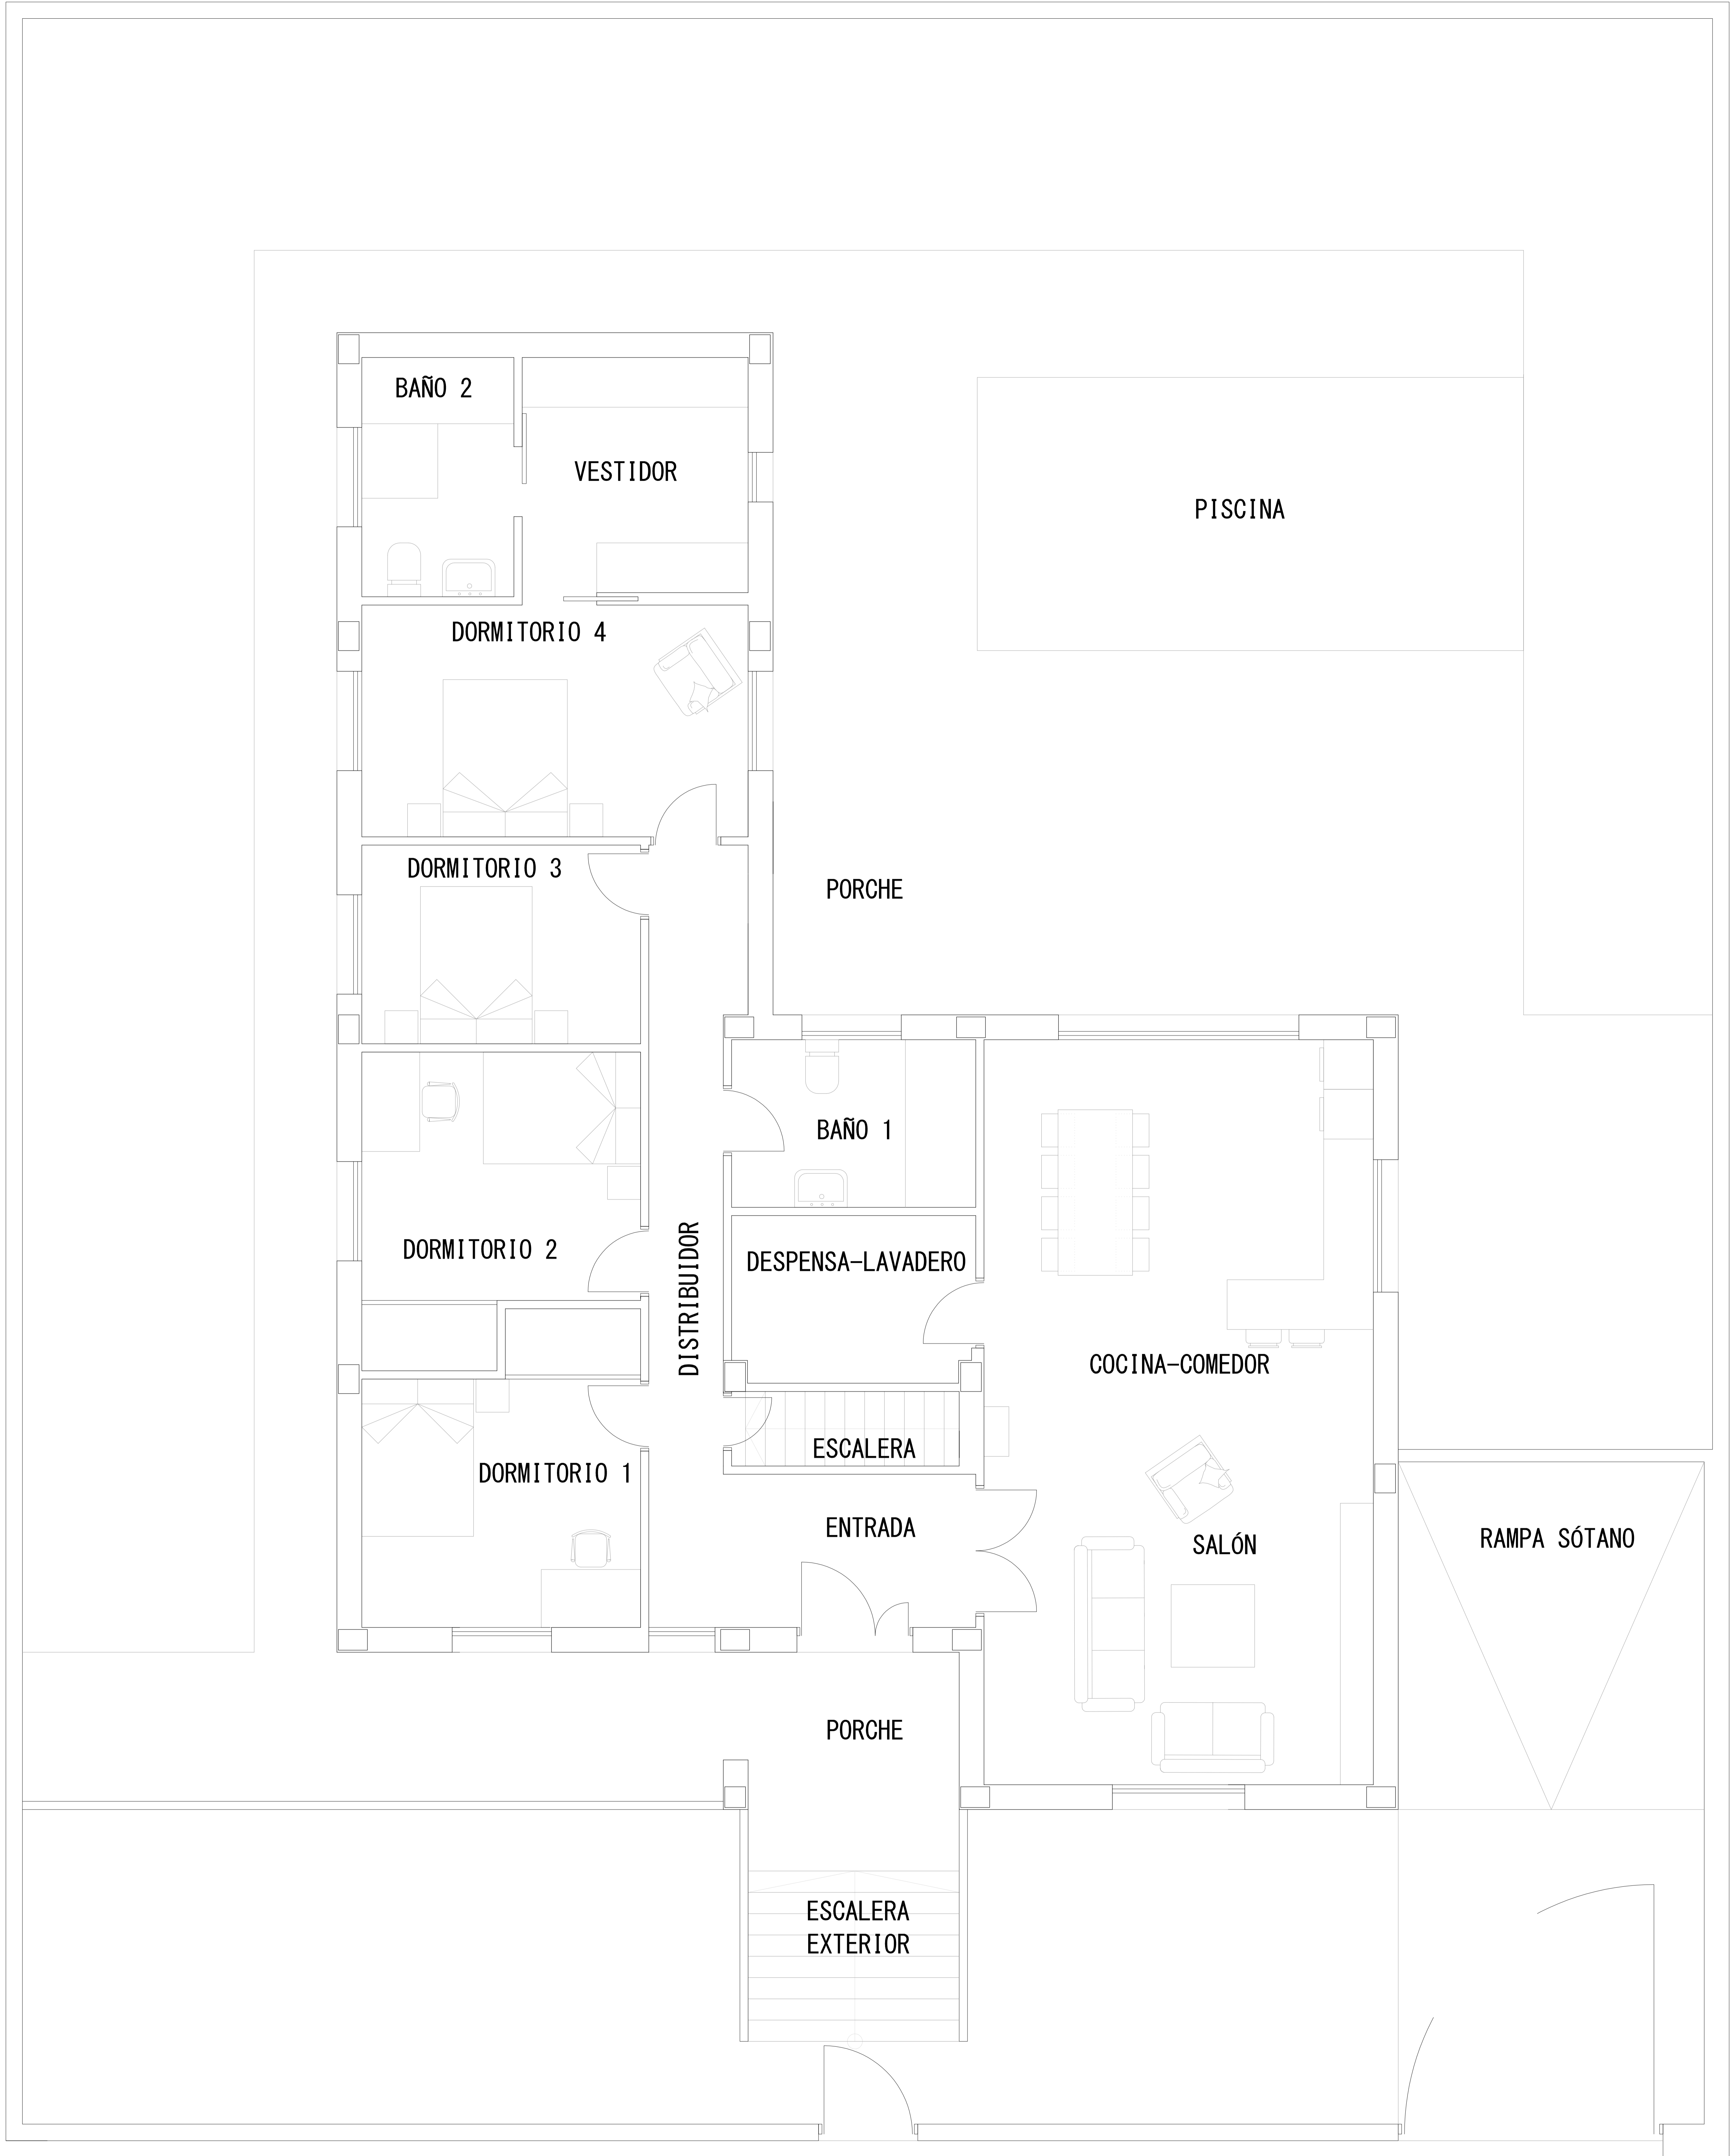 BAÑO 2
VESTIDOR
PISCINA
DORMITORIO 4
DORMITORIO 3
PORCHE
BAÑO 1
DORMITORIO 2
DISTRIBUIDOR
DESPENSA-LAVADERO
COCINA-COMEDOR
ESCALERA
DORMITORIO 1
ENTRADA
SALÓN
RAMPA SÓTANO
PORCHE
ESCALERA
EXTERIOR